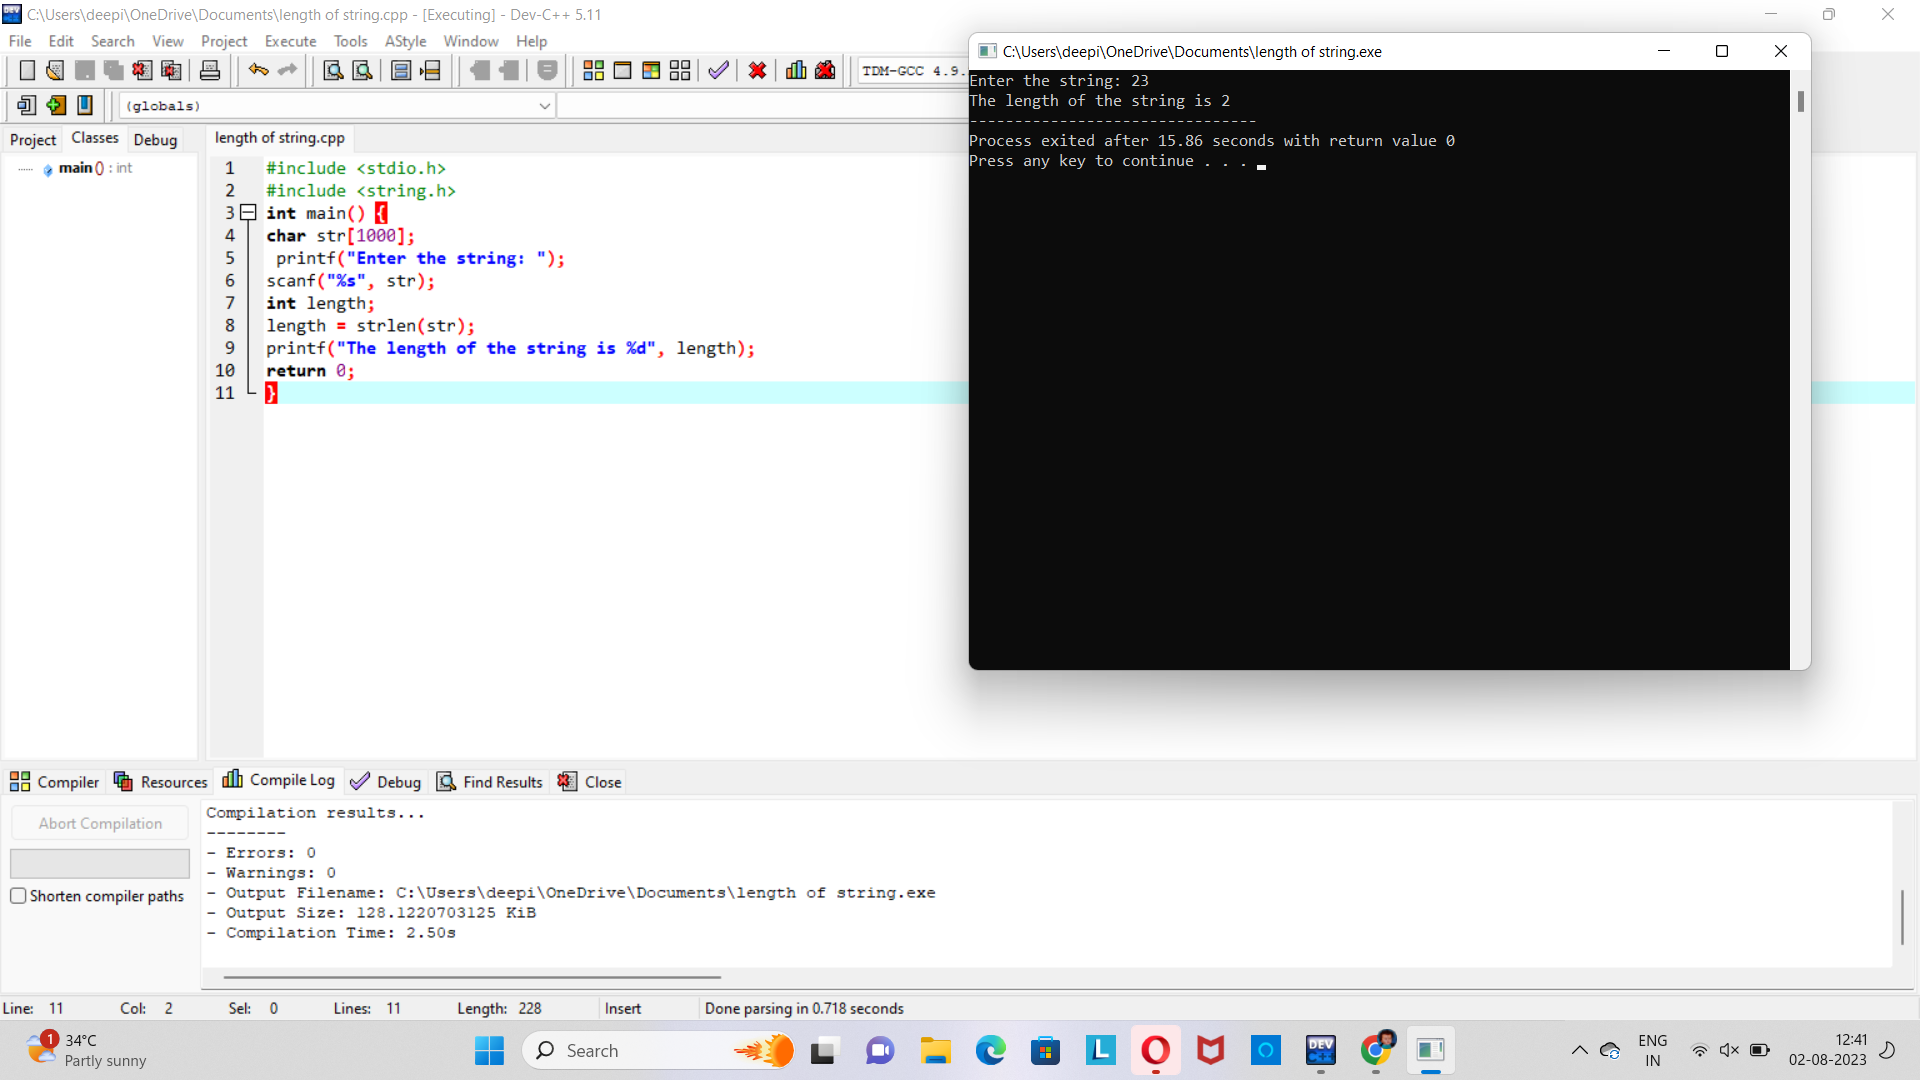 C:\Users\deepi\OneDrive\Documents\length of string.cpp - [Executing] - Dev-C++ 5.11
File Edit Search View Project Execute Tools AStyle Window Help
TDM-GCC 4.9.
(globals)
Project Classes Debug
length of string.cpp
main () : int
1 #include <stdio.h>
2 #include <string.h>
3 int main() {
4 char str[1000];
5 printf("Enter the string: ");
6 scanf("%s", str);
7 int length;
8 length = strlen(str);
9 printf("The length of the string is %d", length);
10 return 0;
11 }
C:\Users\deepi\OneDrive\Documents\length of string.exe
Enter the string: 23
The length of the string is 2
--------------------------------
Process exited after 15.86 seconds with return value 0
Press any key to continue . . .
Compiler Resources Compile Log Debug Find Results Close
Abort Compilation
Shorten compiler paths
Compilation results...
--------
- Errors: 0
- Warnings: 0
- Output Filename: C:\Users\deepi\OneDrive\Documents\length of string.exe
- Output Size: 128.1220703125 KiB
- Compilation Time: 2.50s
Line: 11 Col: 2 Sel: 0 Lines: 11 Length: 228 Insert Done parsing in 0.718 seconds
1
34°C
Partly sunny
Search
L
DEV
ENG
IN
12:41
02-08-2023